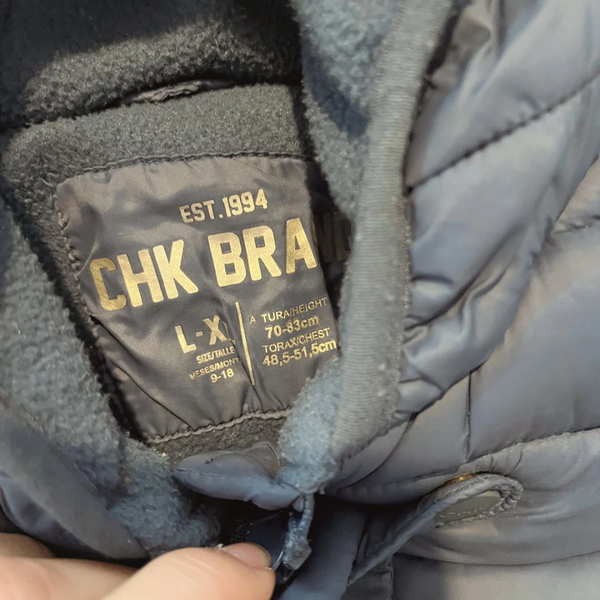 EST.1994
CHK BRA
L-X
SIZE/TALLE
MESES/MONT
9-18
A TURA/HEIGHT
70-83cm
TORAX/CHEST
48,5-51,5cm